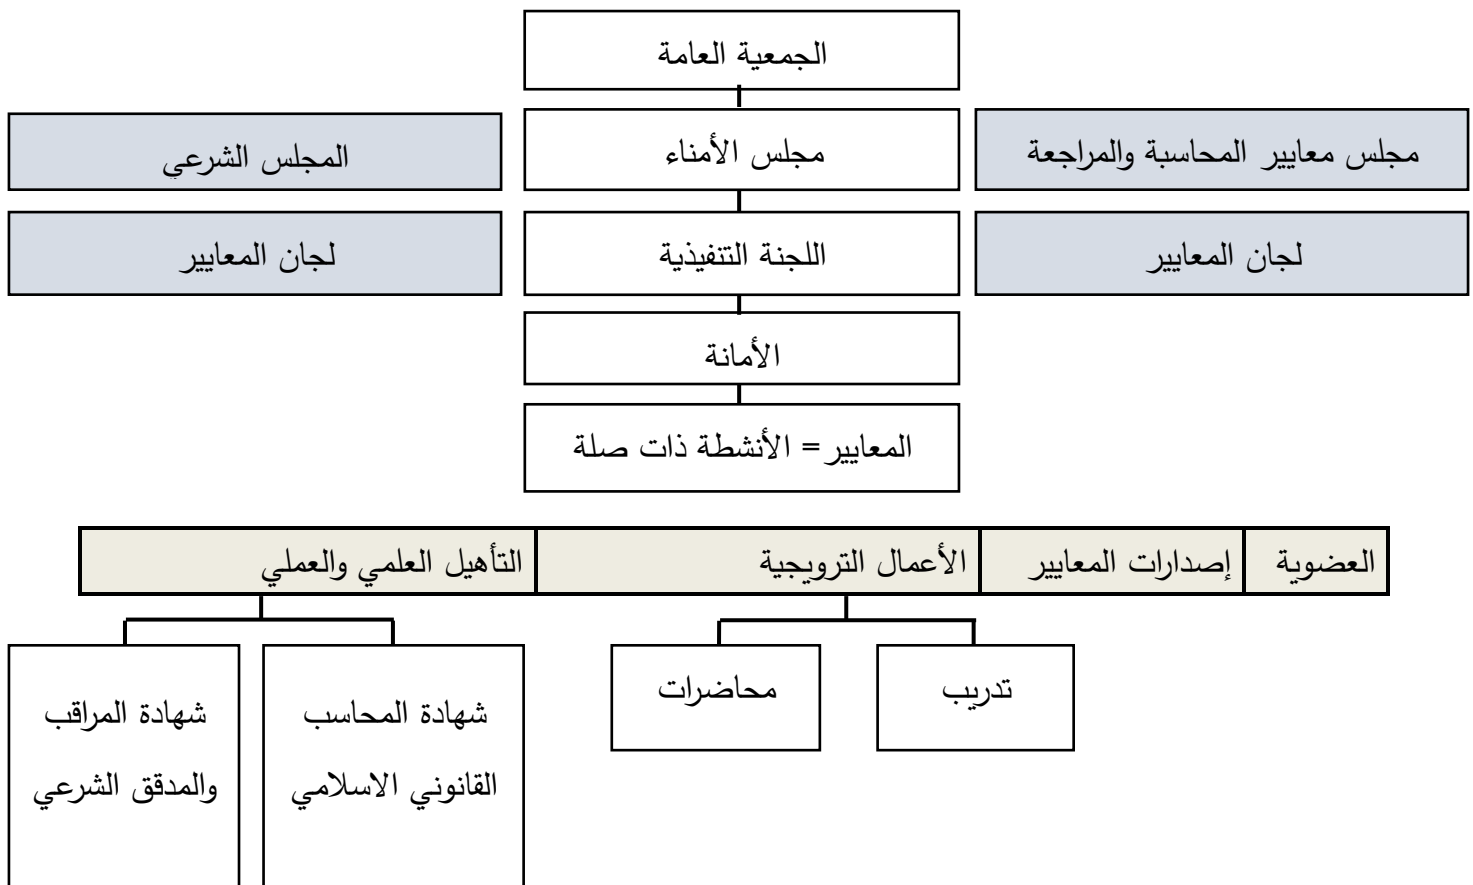 الجمعية العامة
مجلس معايير المحاسبة والمراجعة
مجلس الأمناء
المجلس الشرعي
لجان المعايير
اللجنة التنفيذية
لجان المعايير
الأمانة
المعايير = الأنشطة ذات صلة
العضوية
إصدارات المعايير
الأعمال الترويجية
التأهيل العلمي والعملي
تدريب
محاضرات
شهادة المحاسب
القانوني الاسلامي
شهادة المراقب
والمدقق الشرعي